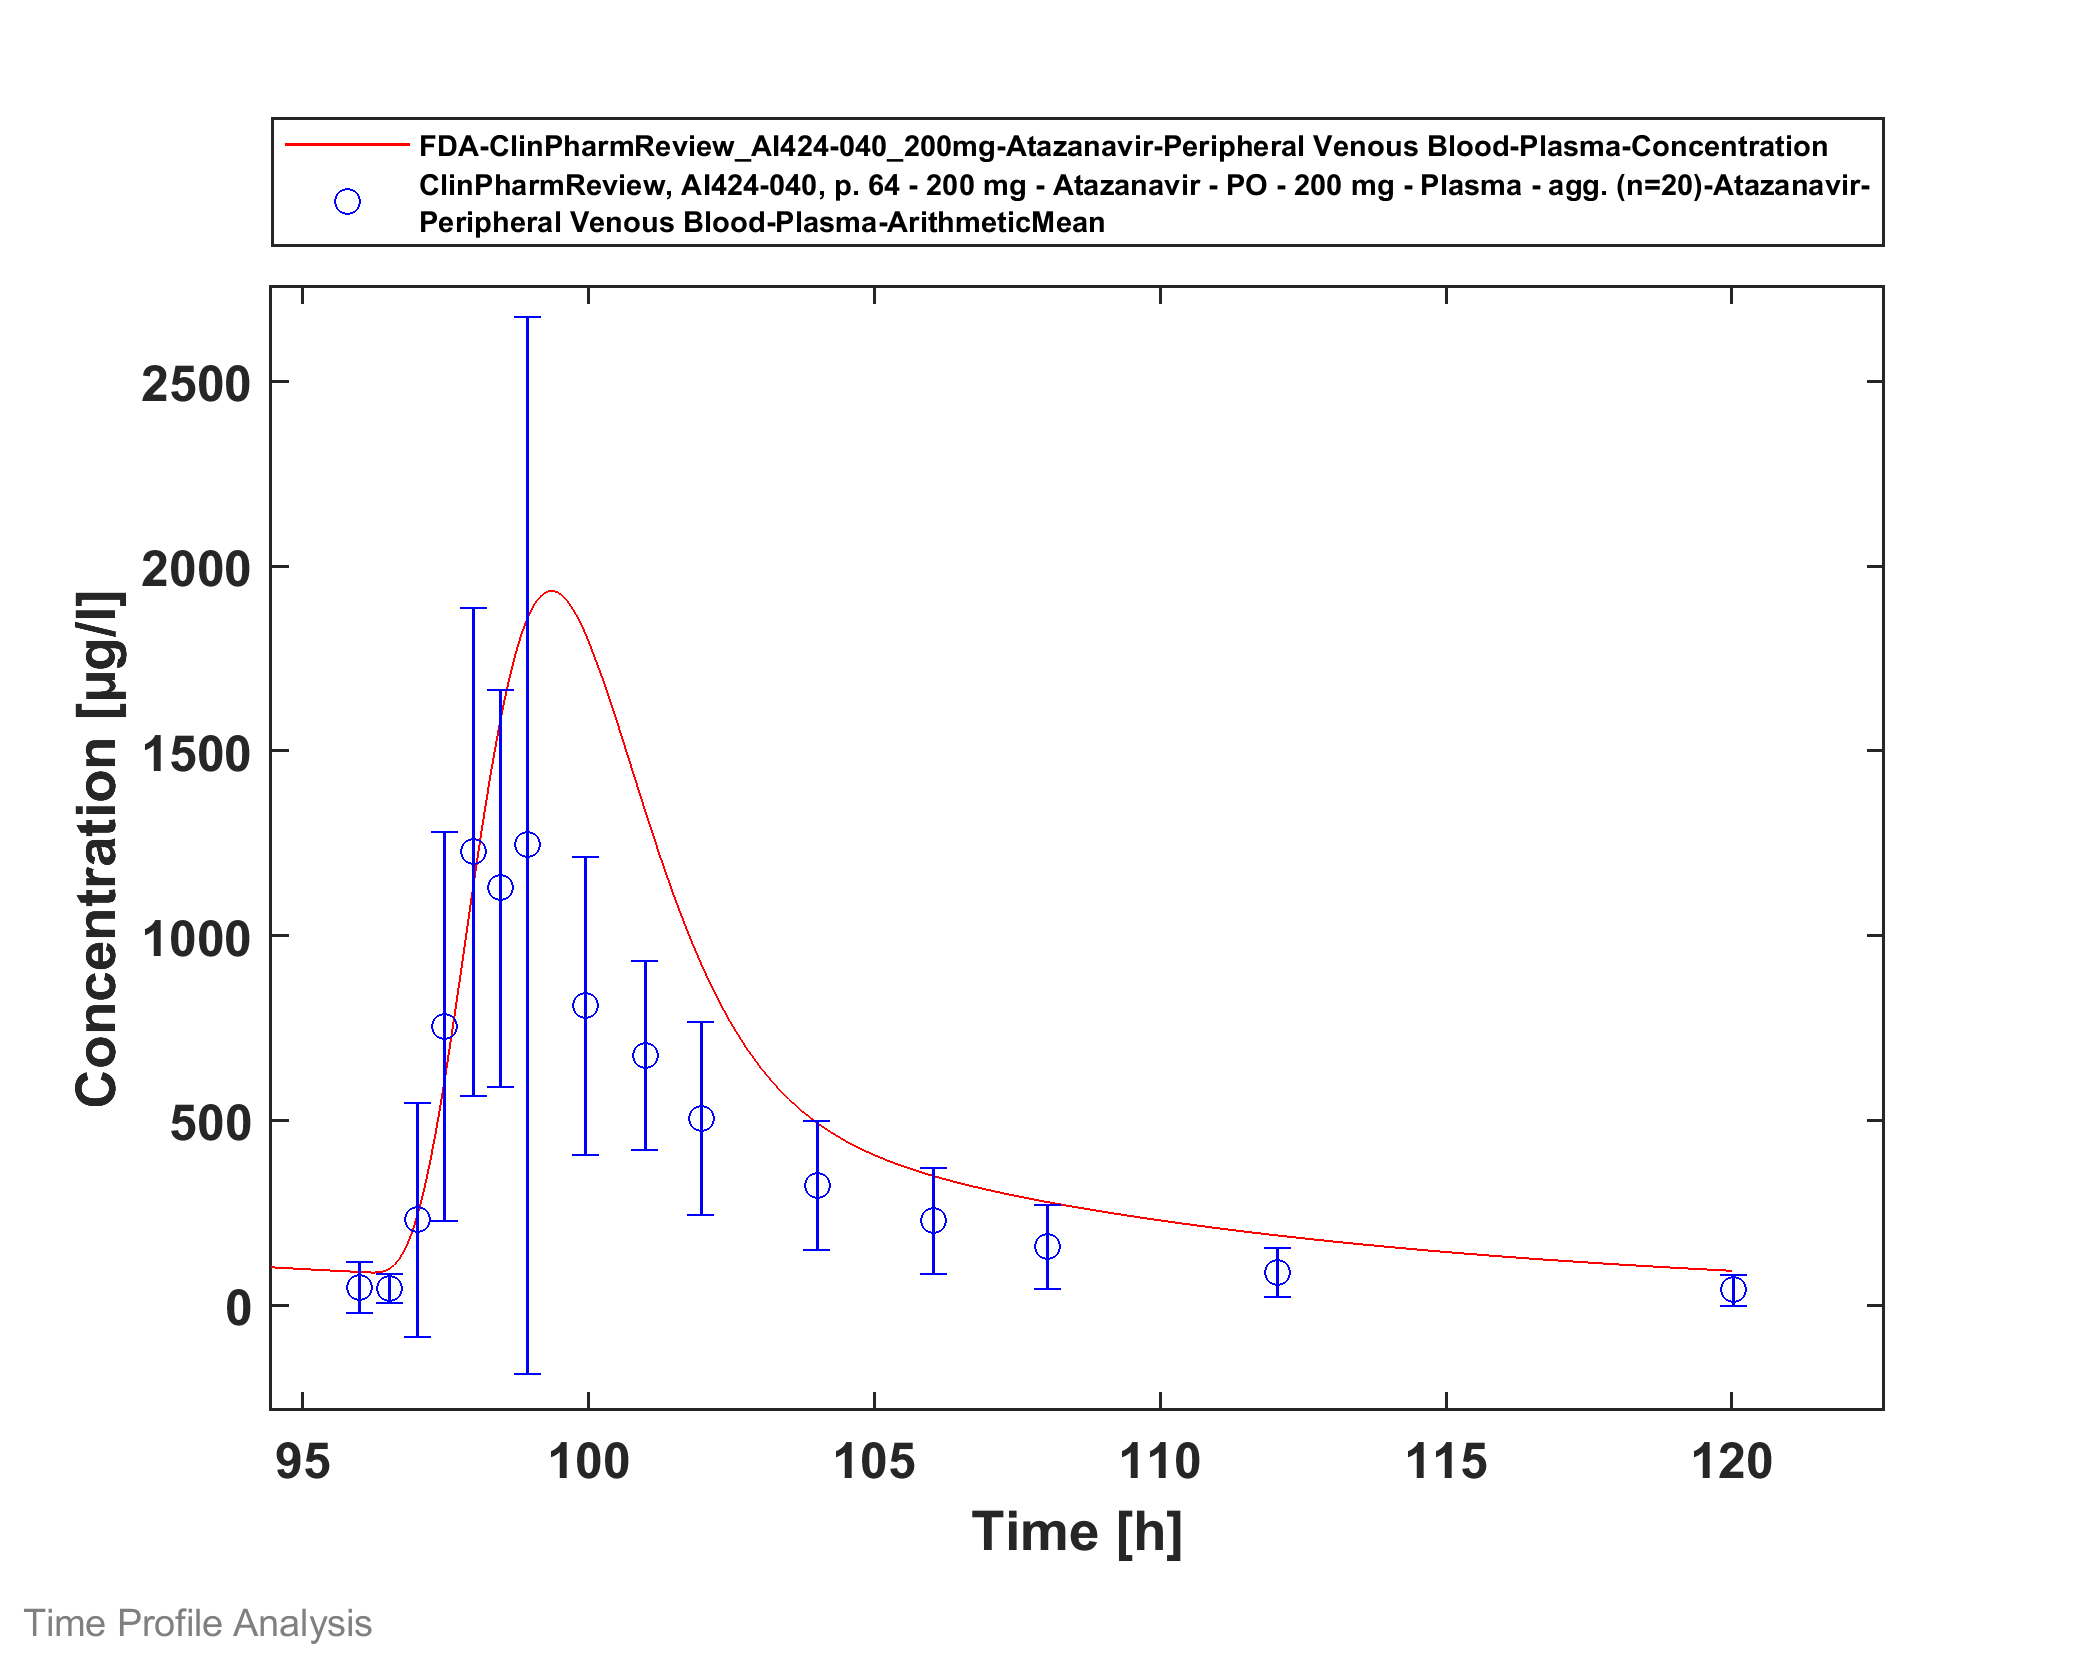 FDA-ClinPharmReview_AI424-040_200mg-Atazanavir-Peripheral Venous Blood-Plasma-Concentration
ClinPharmReview, AI424-040, p. 64 - 200 mg - Atazanavir - PO - 200 mg - Plasma - agg. (n=20)-Atazanavir-
Peripheral Venous Blood-Plasma-ArithmeticMean
2500
2000
1500
1000
500
0
Concentration [µg/l]
95 100 105 110 115 120
Time [h]
Time Profile Analysis